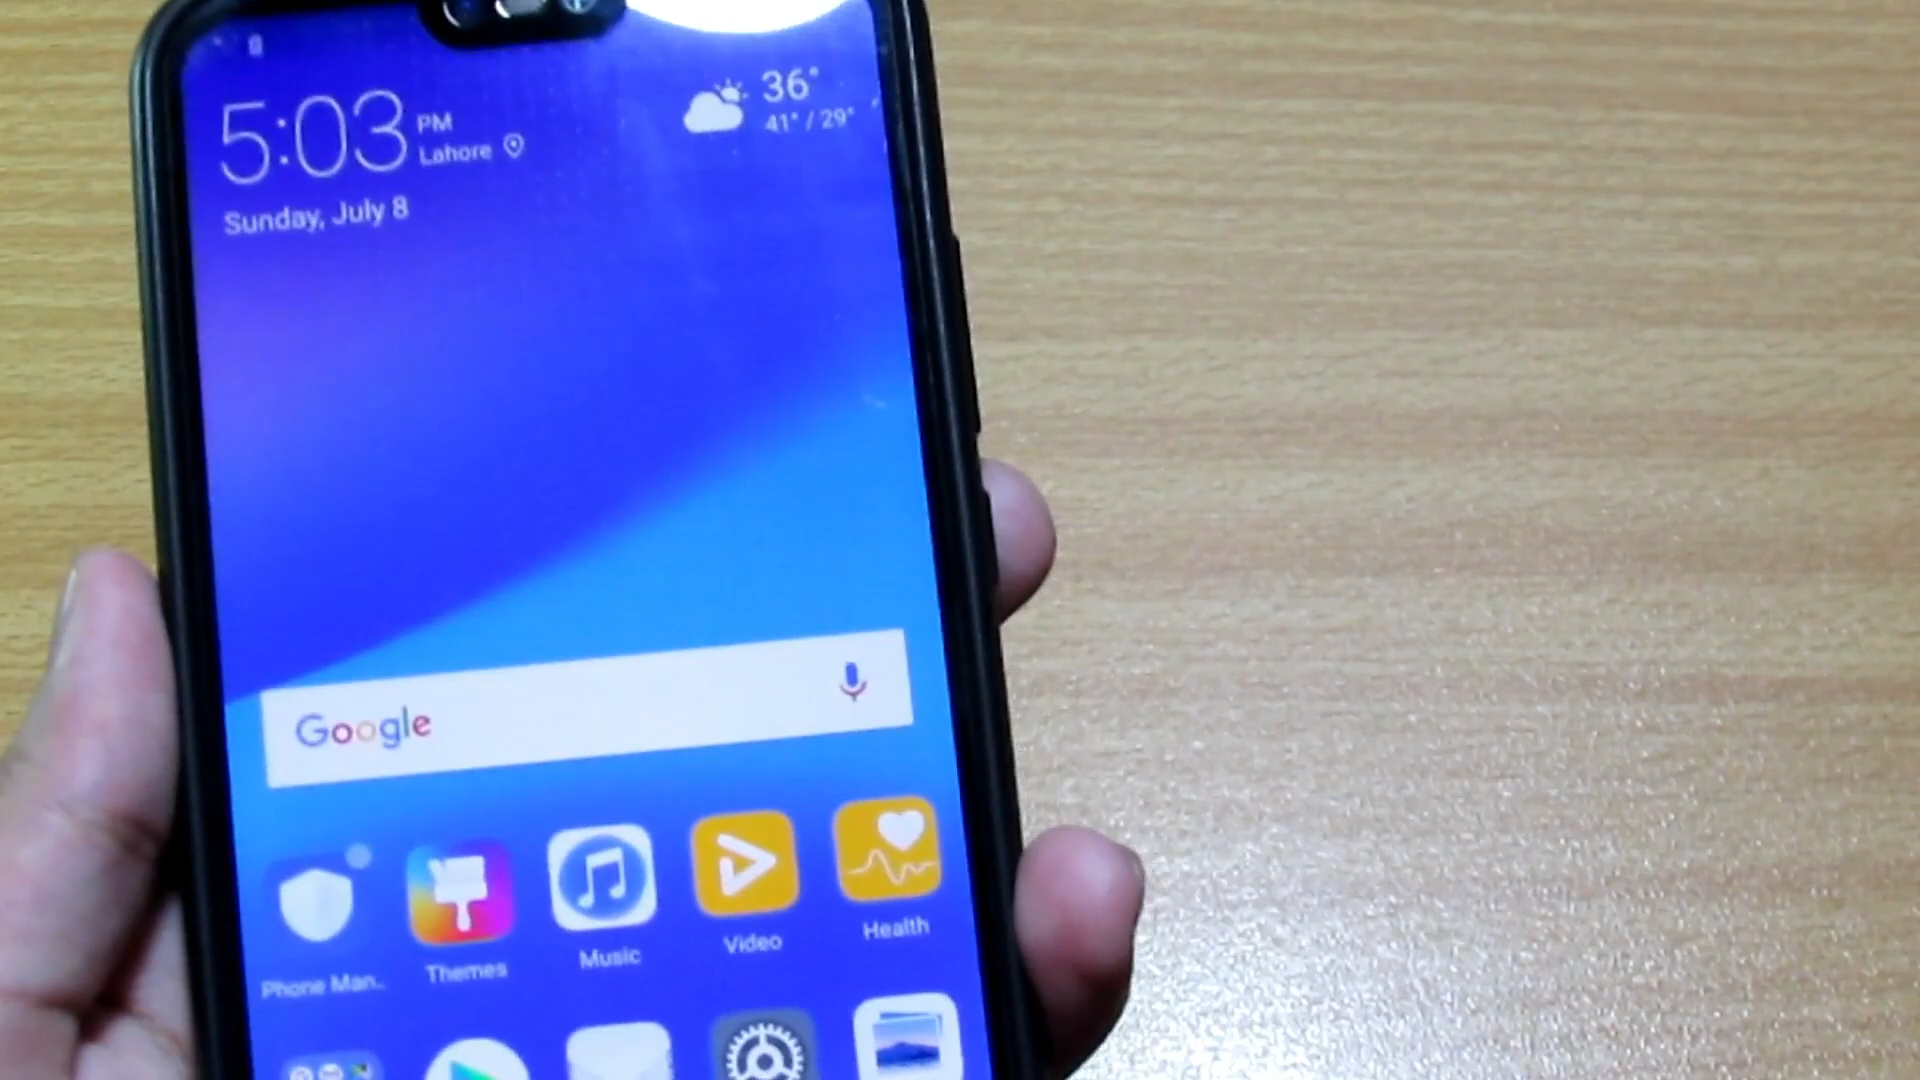 5:03 PM
Lahore
36°
41° / 29°
Sunday, July 8
Google
Phone Man..
Themes
Music
Video
Health